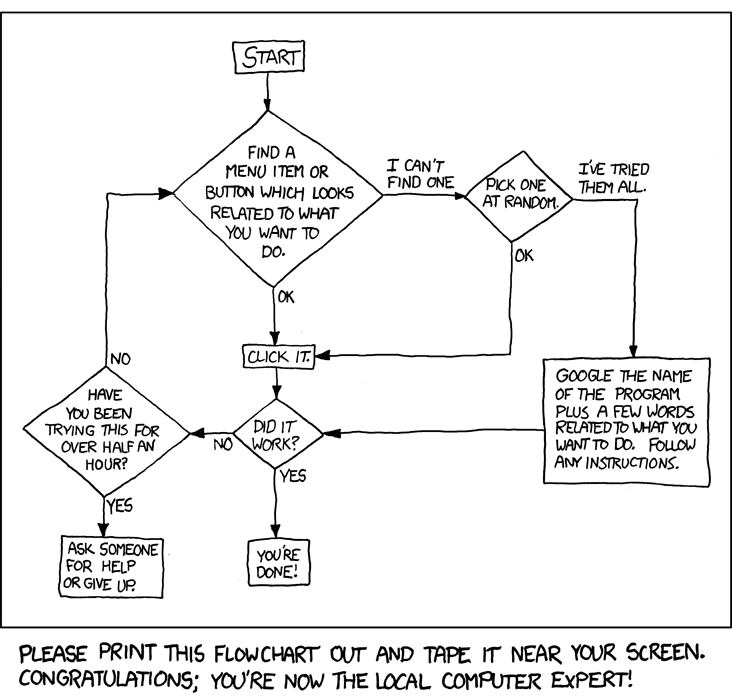 START
FIND A
MENU ITEM OR
BUTTON WHICH LOOKS
RELATED TO WHAT
YOU WANT TO
DO.
I CAN'T
FIND ONE
PICK ONE
AT RANDOM.
I'VE TRIED
THEM ALL.
OK
OK
CLICK IT.
NO
HAVE
YOU BEEN
TRYING THIS FOR
OVER HALF AN
HOUR?
NO
DID IT
WORK?
GOOGLE THE NAME
OF THE PROGRAM
PLUS A FEW WORDS
RELATED TO WHAT YOU
WANT TO DO. FOLLOW
ANY INSTRUCTIONS.
YES
YES
ASK SOMEONE
FOR HELP
OR GIVE UP.
YOU'RE
DONE!
PLEASE PRINT THIS FLOWCHART OUT AND TAPE IT NEAR YOUR SCREEN.
CONGRATULATIONS; YOU'RE NOW THE LOCAL COMPUTER EXPERT!